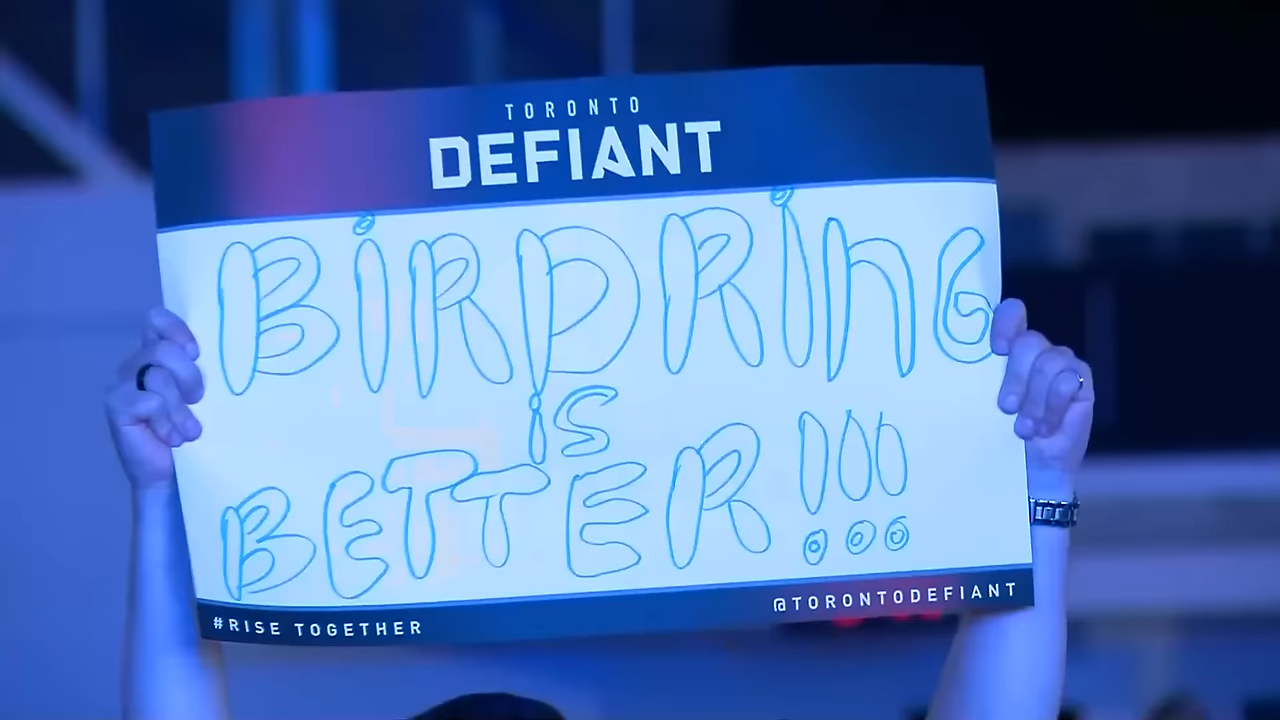 TORONTO
DEFIANT
BiRDRinG
iS
BETTER!!!
#RISE TOGETHER
@TORONTODEFIANT